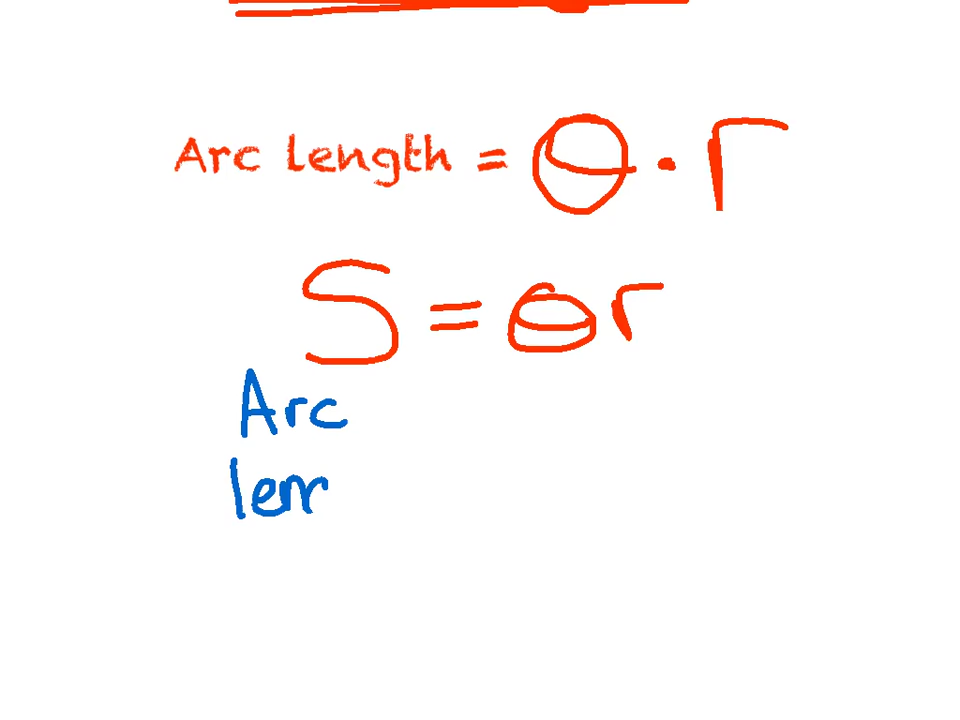 Arc length = θ · r
S = θr
Arc
len